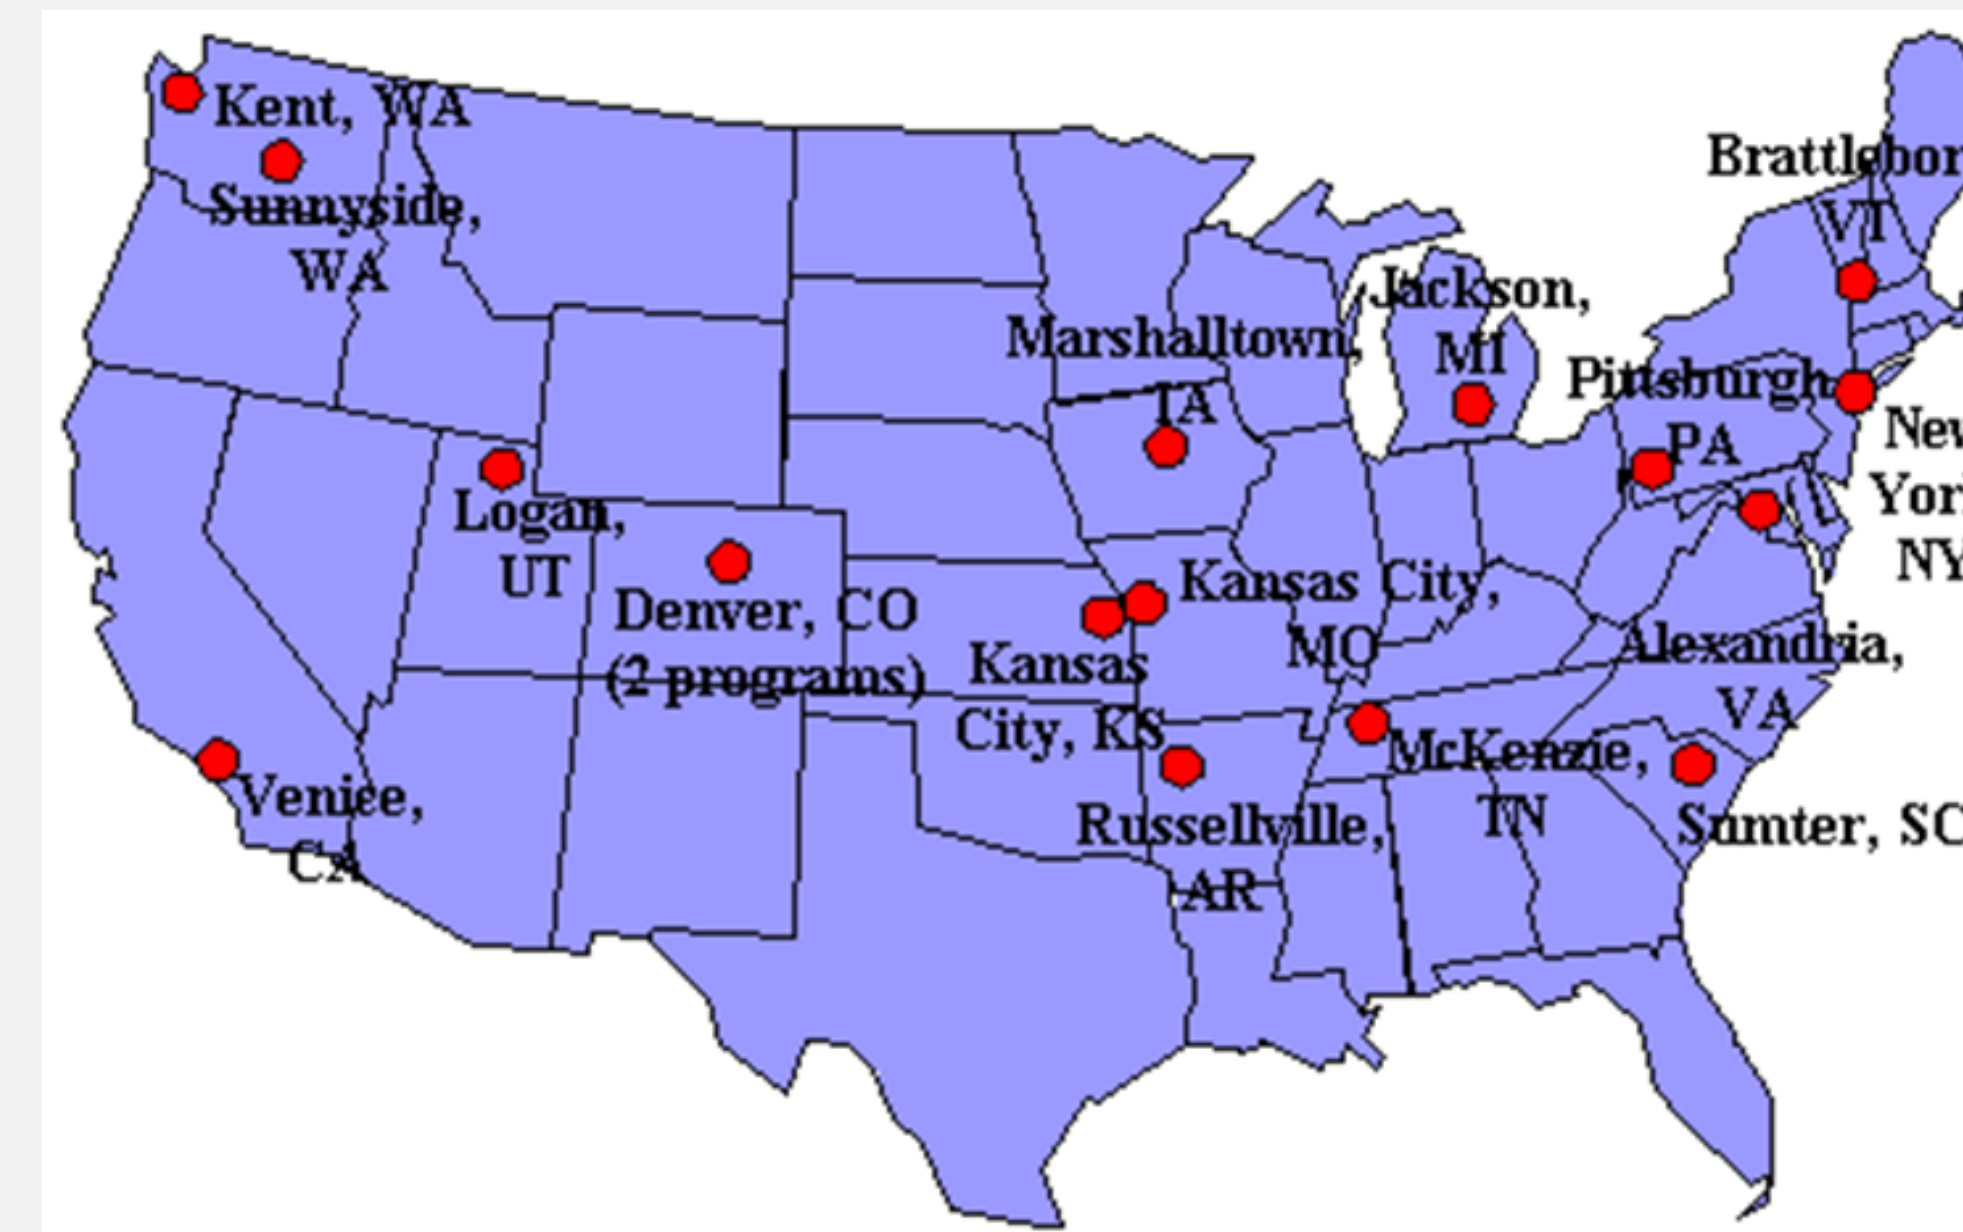 Kent, WA
Sunnyside,
WA
Brattlebor
VT
Jackson,
MI
Marshalltown,
IA
Pittsburgh
PA
New
York
NY
Logan,
UT
Denver, CO
(2 programs)
Kansas City,
MO
Kansas
City, KS
Alexandria,
VA
Venice,
CA
McKenzie,
TN
Russellville,
AR
Sumter, SC